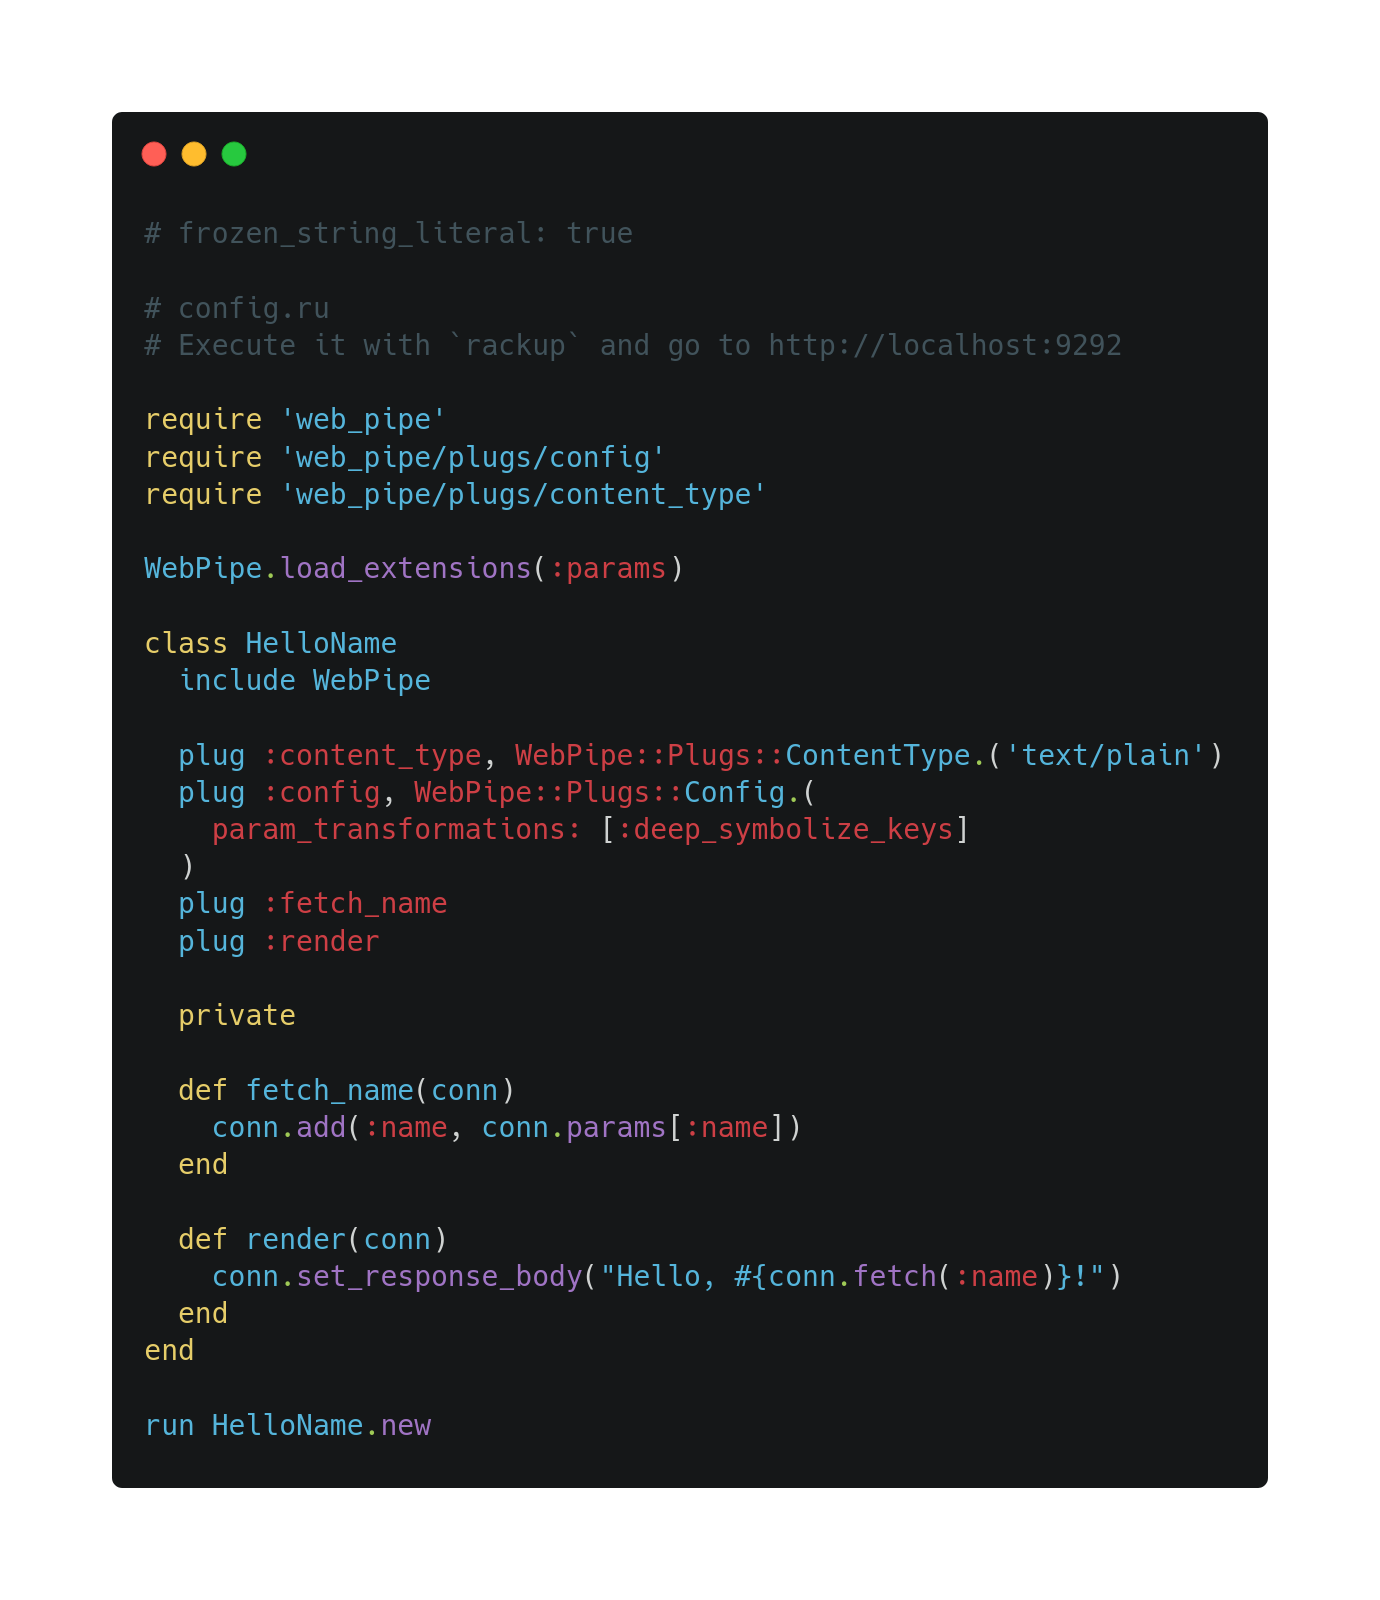 # frozen_string_literal: true

# config.ru
# Execute it with `rackup` and go to http://localhost:9292

require 'web_pipe'
require 'web_pipe/plugs/config'
require 'web_pipe/plugs/content_type'

WebPipe.load_extensions(:params)

class HelloName
  include WebPipe

  plug :content_type, WebPipe::Plugs::ContentType.('text/plain')
  plug :config, WebPipe::Plugs::Config.(
    param_transformations: [:deep_symbolize_keys]
  )
  plug :fetch_name
  plug :render

  private

  def fetch_name(conn)
    conn.add(:name, conn.params[:name])
  end

  def render(conn)
    conn.set_response_body("Hello, #{conn.fetch(:name)}!")
  end
end

run HelloName.new